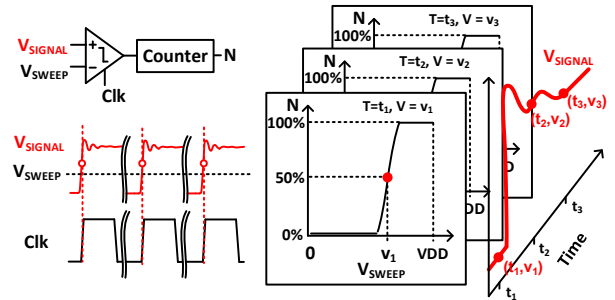 V_SIGNAL
V_SWEEP
+
−
Clk
Counter
N
V_SIGNAL
V_SWEEP
Clk
N
100%
T=t3, V = v3
N
100%
T=t2, V = v2
N
T=t1, V = v1
100%
50%
0%
0
v1
VDD
V_SWEEP
DD
D
V_SIGNAL
(t3,v3)
(t2,v2)
(t1,v1)
t1
t2
t3
Time